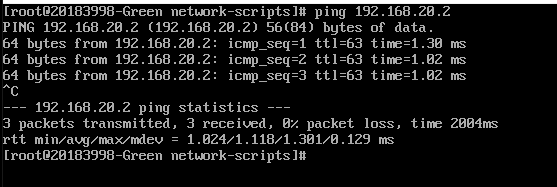 [root@20183998-Green network-scripts]# ping 192.168.20.2
PING 192.168.20.2 (192.168.20.2) 56(84) bytes of data.
64 bytes from 192.168.20.2: icmp_seq=1 ttl=63 time=1.30 ms
64 bytes from 192.168.20.2: icmp_seq=2 ttl=63 time=1.02 ms
64 bytes from 192.168.20.2: icmp_seq=3 ttl=63 time=1.02 ms
^C
--- 192.168.20.2 ping statistics ---
3 packets transmitted, 3 received, 0% packet loss, time 2004ms
rtt min/avg/max/mdev = 1.024/1.118/1.301/0.129 ms
[root@20183998-Green network-scripts]#